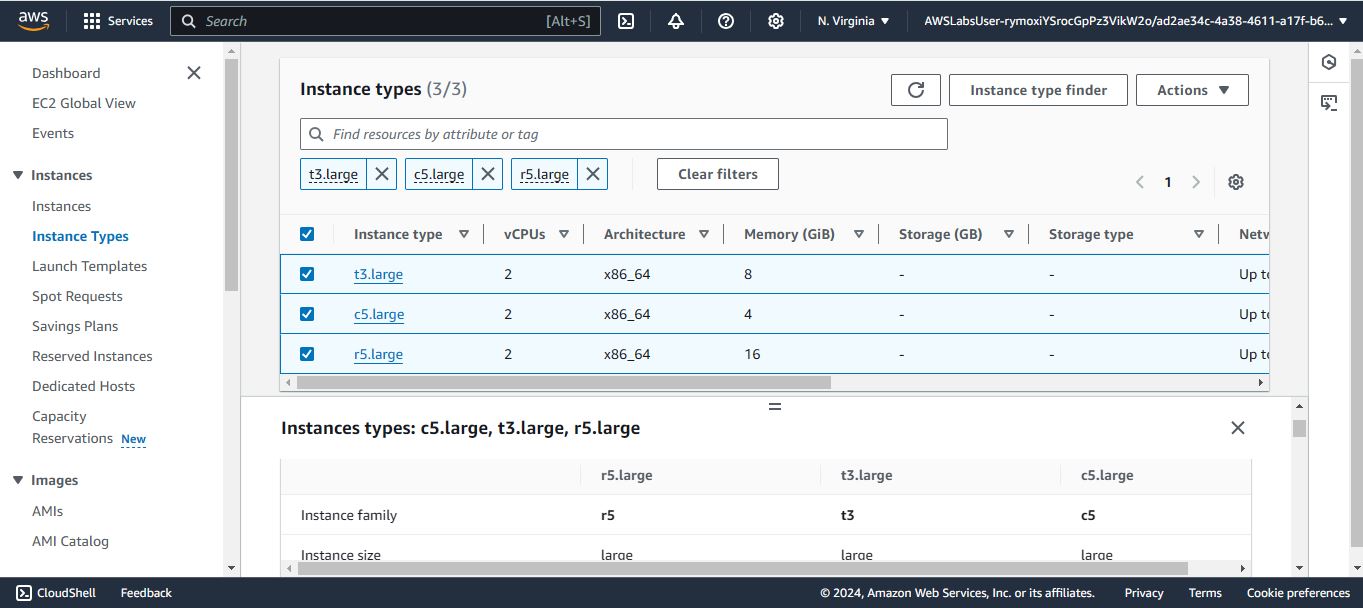 aws
Services
Search [Alt+S]
N. Virginia
AWSLabsUser-rymoxiYSrocGpPz3VikW2o/ad2ae34c-4a38-4611-a17f-b6...
Dashboard
EC2 Global View
Events
Instances
Instances
Instance Types
Launch Templates
Spot Requests
Savings Plans
Reserved Instances
Dedicated Hosts
Capacity
Reservations New
Images
AMIs
AMI Catalog
Instance types (3/3)
Instance type finder
Actions
Find resources by attribute or tag
t3.large c5.large r5.large Clear filters
1
Instance type vCPUs Architecture Memory (GiB) Storage (GB) Storage type Netw
t3.large 2 x86_64 8 - - Up to
c5.large 2 x86_64 4 - - Up to
r5.large 2 x86_64 16 - - Up to
Instances types: c5.large, t3.large, r5.large
r5.large t3.large c5.large
Instance family r5 t3 c5
Instance size large large large
CloudShell Feedback © 2024, Amazon Web Services, Inc. or its affiliates. Privacy Terms Cookie preferences